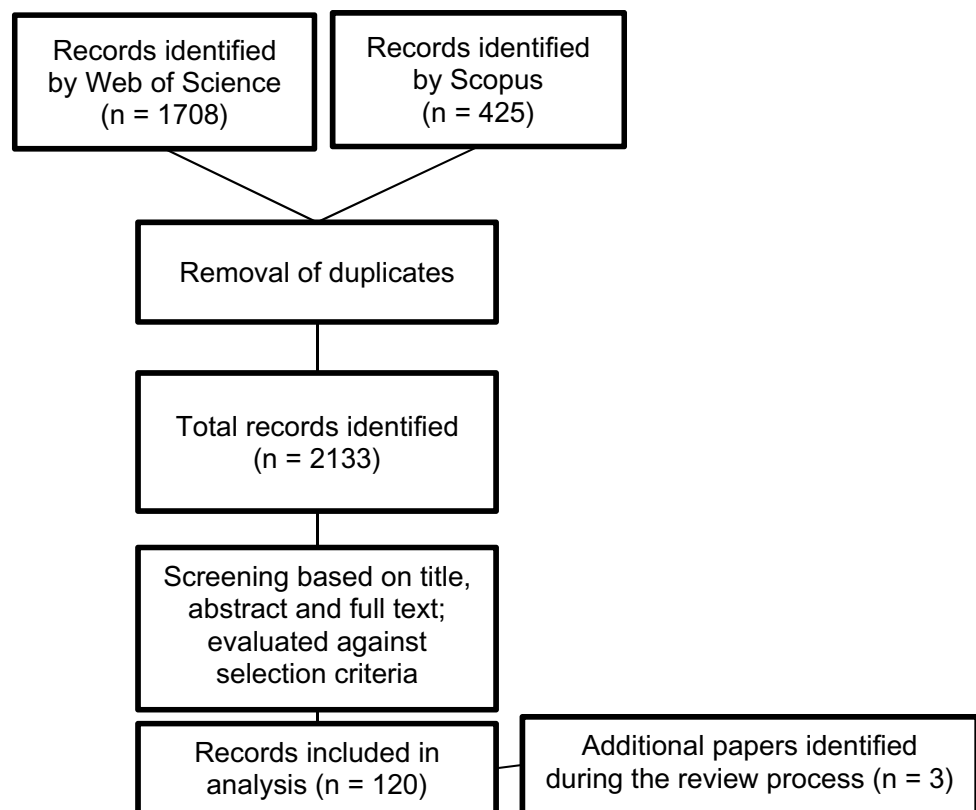 Records identified
by Web of Science
(n = 1708)
Records identified
by Scopus
(n = 425)
Removal of duplicates
Total records identified
(n = 2133)
Screening based on title,
abstract and full text;
evaluated against
selection criteria
Records included in
analysis (n = 120)
Additional papers identified
during the review process (n = 3)